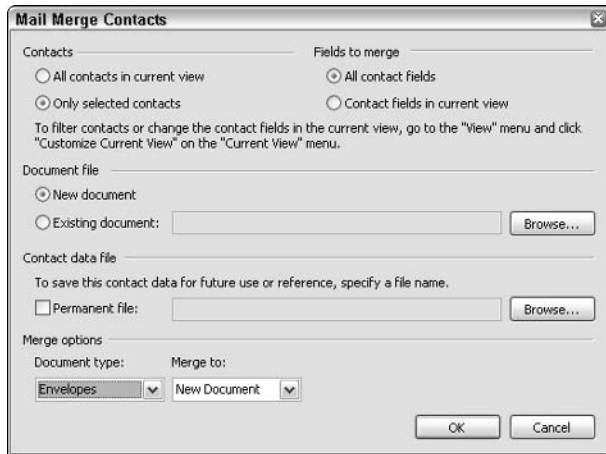 Mail Merge Contacts
Contacts
Fields to merge
All contacts in current view
All contact fields
Only selected contacts
Contact fields in current view
To filter contacts or change the contact fields in the current view, go to the "View" menu and click
"Customize Current View" on the "Current View" menu.
Document file
New document
Existing document:
Browse...
Contact data file
To save this contact data for future use or reference, specify a file name.
Permanent file:
Browse...
Merge options
Document type:
Merge to:
Envelopes
New Document
OK
Cancel